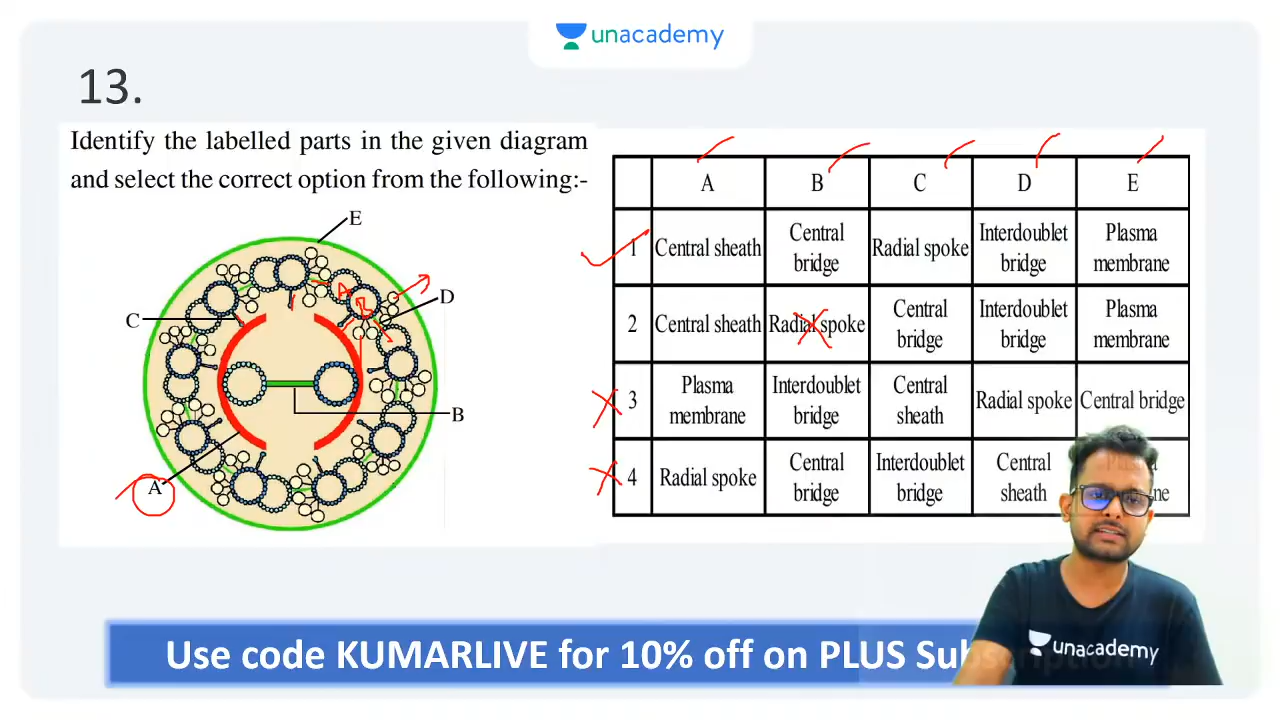 unacademy
13.
Identify the labelled parts in the given diagram
and select the correct option from the following:-
E
D
C
B
A
A
B
A B C D E
1 Central sheath Central bridge Radial spoke Interdoublet bridge Plasma membrane
2 Central sheath Radial spoke Central bridge Interdoublet bridge Plasma membrane
3 Plasma membrane Interdoublet bridge Central sheath Radial spoke Central bridge
4 Radial spoke Central bridge Interdoublet bridge Central sheath
Use code KUMARLIVE for 10% off on PLUS Subscription
unacademy